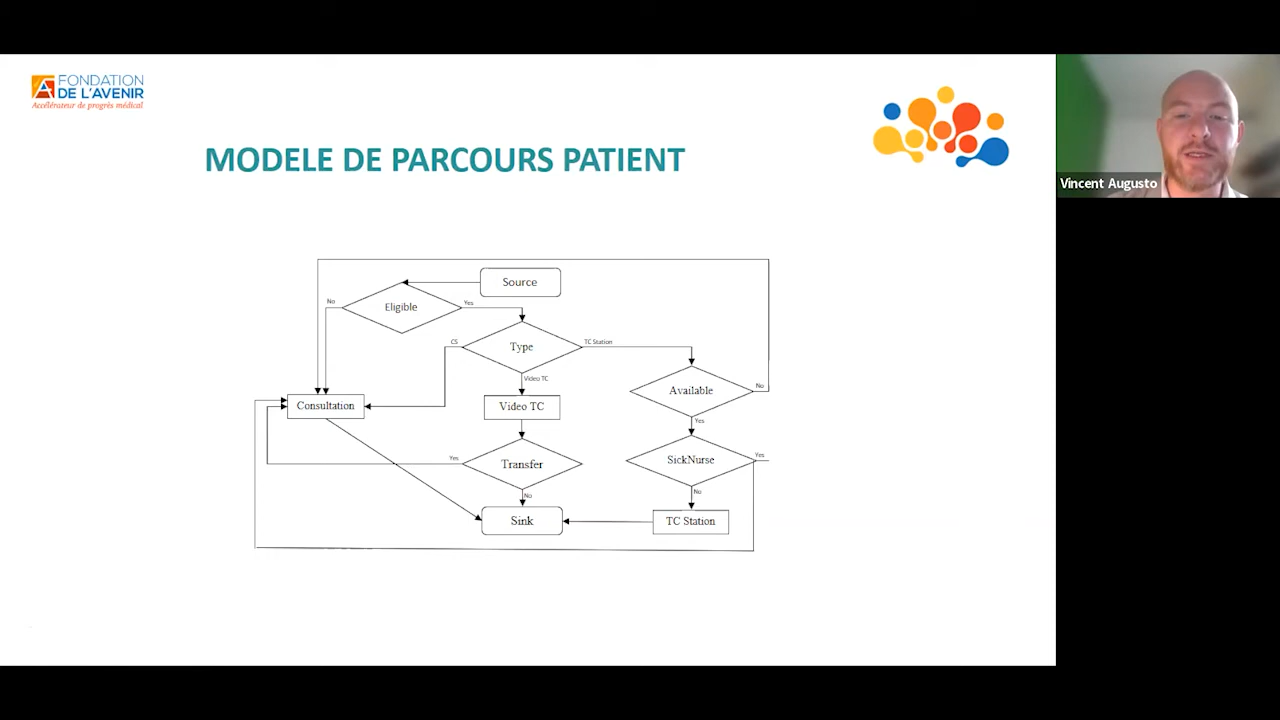 FONDATION
DE L'AVENIR
Accélérateur de progrès médical
MODELE DE PARCOURS PATIENT
Vincent Augusto
Source
No
Eligible
Yes
CS
Type
TC Station
Video TC
Available
No
Consultation
Video TC
Yes
Yes
Transfer
SickNurse
Yes
No
No
Sink
TC Station